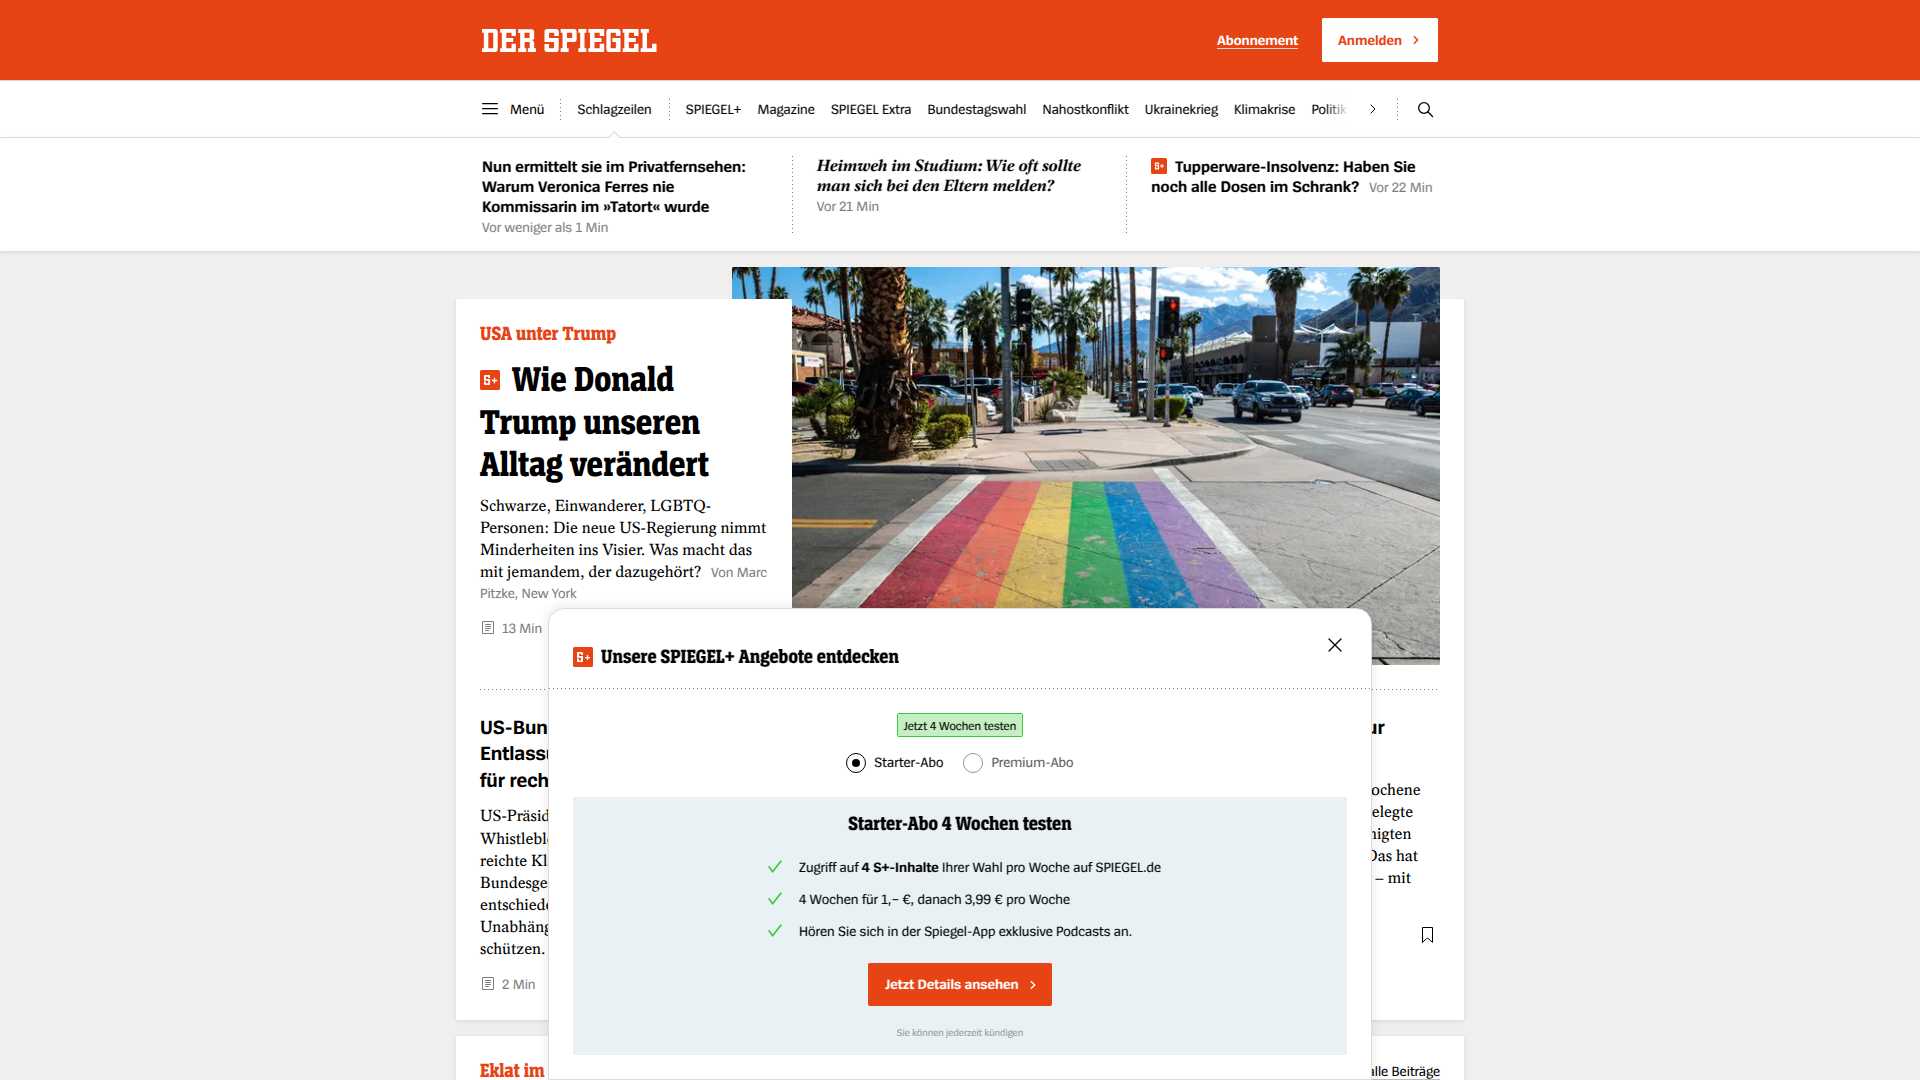 DER SPIEGEL
Abonnement
Anmelden
Menü
Schlagzeilen
SPIEGEL+
Magazine
SPIEGEL Extra
Bundestagswahl
Nahostkonflikt
Ukrainekrieg
Klimakrise
Politik
Nun ermittelt sie im Privatfernsehen:
Warum Veronica Ferres nie
Kommissarin im »Tatort« wurde
Vor weniger als 1 Min
Heimweh im Studium: Wie oft sollte
man sich bei den Eltern melden?
Vor 21 Min
S+ Tupperware-Insolvenz: Haben Sie
noch alle Dosen im Schrank? Vor 22 Min
USA unter Trump
S+ Wie Donald
Trump unseren
Alltag verändert
Schwarze, Einwanderer, LGBTQ-
Personen: Die neue US-Regierung nimmt
Minderheiten ins Visier. Was macht das
mit jemandem, der dazugehört? Von Marc
Pitzke, New York
13 Min
S+ Unsere SPIEGEL+ Angebote entdecken
Jetzt 4 Wochen testen
Starter-Abo
Premium-Abo
Starter-Abo 4 Wochen testen
Zugriff auf 4 S+-Inhalte Ihrer Wahl pro Woche auf SPIEGEL.de
4 Wochen für 1,– €, danach 3,99 € pro Woche
Hören Sie sich in der Spiegel-App exklusive Podcasts an.
Jetzt Details ansehen
Sie können jederzeit kündigen
US-Bun
Entlass
für rech
US-Präsid
Whistlebl
reichte Kl
Bundesge
entschied
Unabhäng
schützen.
2 Min
ur
ochene
elegte
nigten
Das hat
– mit
Eklat im
alle Beiträge